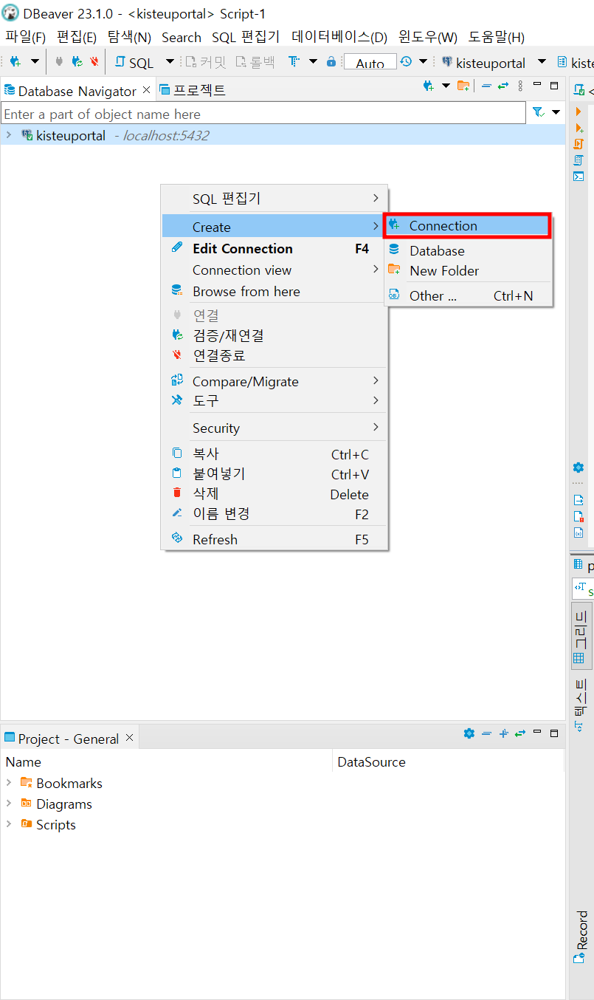 DBeaver 23.1.0 - <kisteuportal> Script-1
파일(F) 편집(E) 탐색(N) Search SQL 편집기 데이터베이스(D) 윈도우(W) 도움말(H)
SQL 커밋 롤백 Auto kisteuportal kiste
Database Navigator 프로젝트
Enter a part of object name here
kisteuportal - localhost:5432
SQL 편집기
Create
Edit Connection F4
Connection view
Browse from here
연결
검증/재연결
연결종료
Compare/Migrate
도구
Security
복사 Ctrl+C
붙여넣기 Ctrl+V
삭제 Delete
이름 변경 F2
Refresh F5
Connection
Database
New Folder
Other ... Ctrl+N
p
s
그리드
텍스트
Record
Project - General
Name DataSource
Bookmarks
Diagrams
Scripts